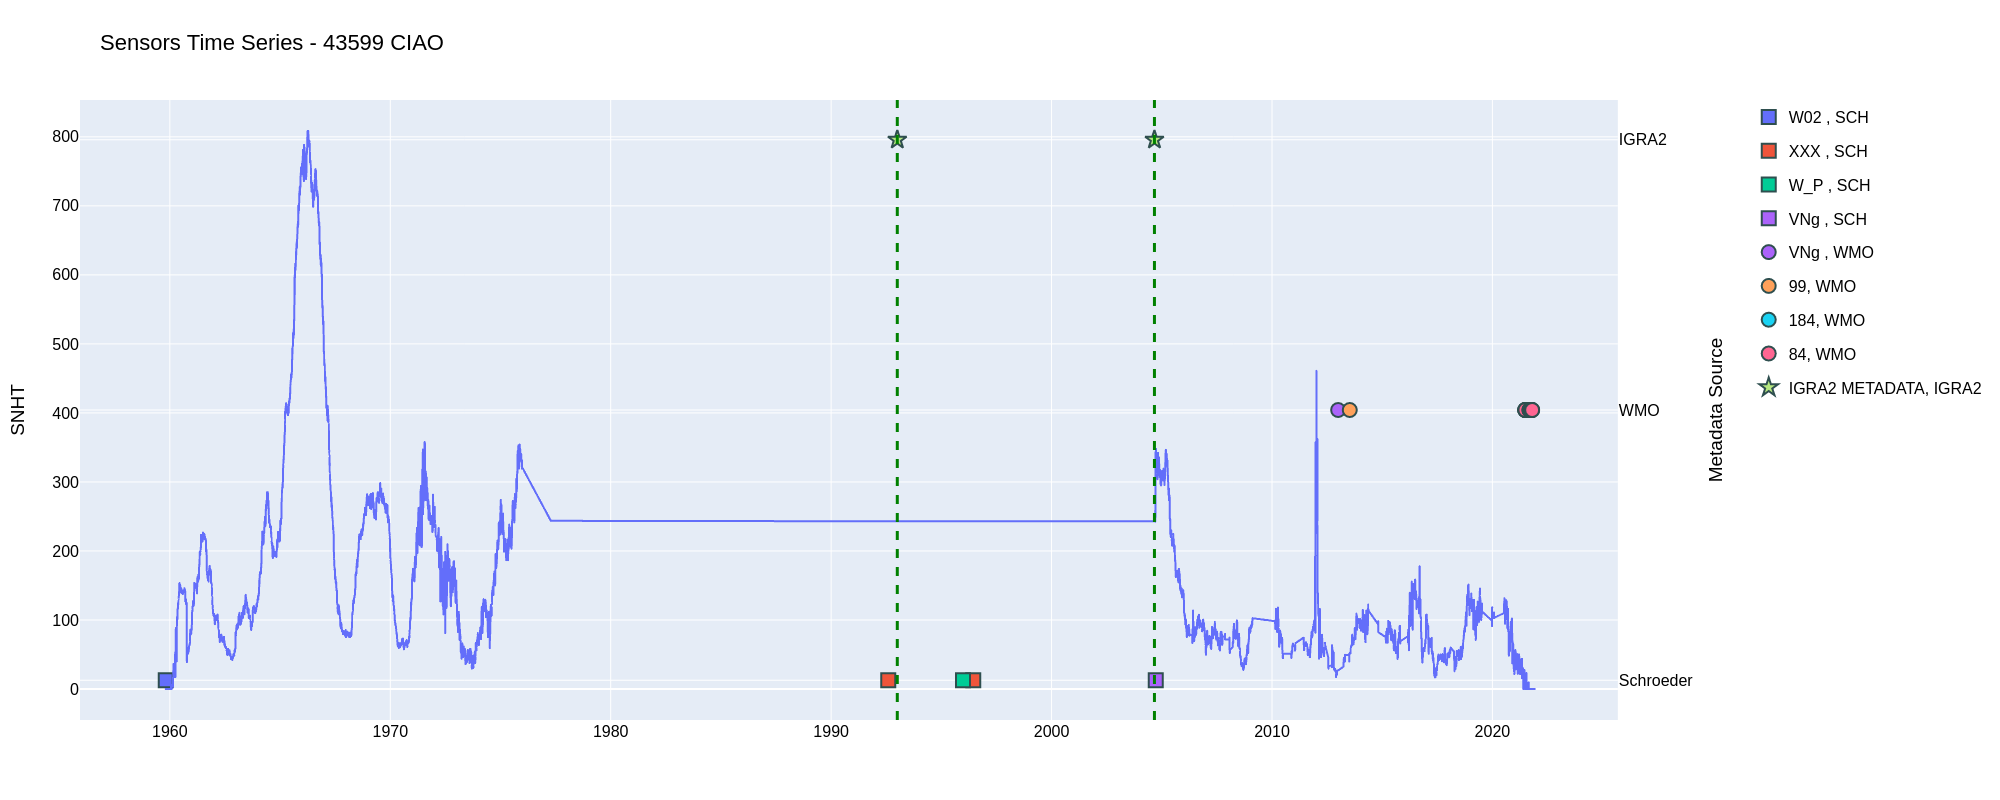 Sensors Time Series - 43599 CIAO
SNHT
800
700
600
500
400
300
200
100
0
1960
1970
1980
1990
2000
2010
2020
IGRA2
WMO
Schroeder
Metadata Source
W02 , SCH
XXX , SCH
W_P , SCH
VNg , SCH
VNg , WMO
99, WMO
184, WMO
84, WMO
IGRA2 METADATA, IGRA2